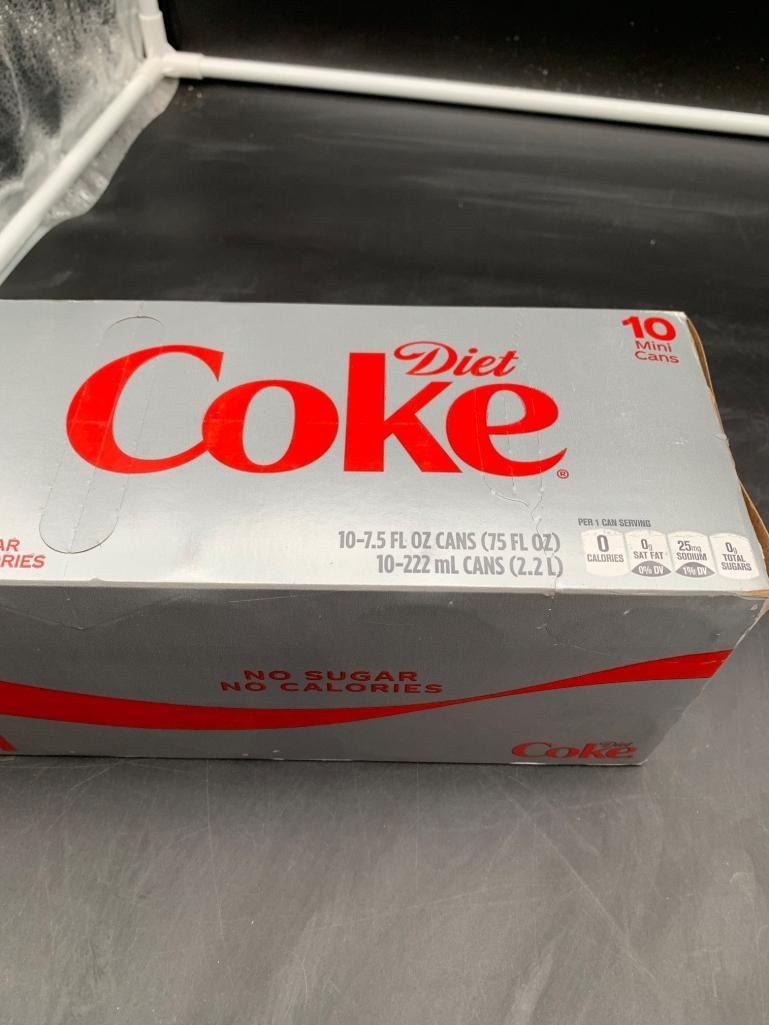 Diet
Coke®
10
Mini
Cans
10-7.5 FL OZ CANS (75 FL OZ)
10-222 mL CANS (2.2 L)
PER 1 CAN SERVING
0
CALORIES
0g
SAT FAT
0% DV
25mg
SODIUM
1% DV
0g
TOTAL
SUGARS
NO SUGAR
NO CALORIES
Diet
Coke